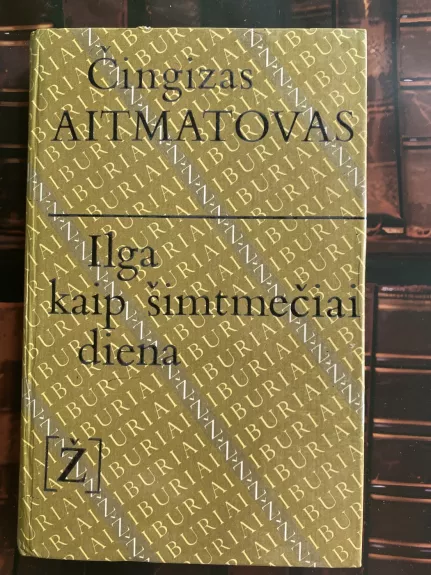 Čingizas
AITMATOVAS
Ilga
kaip šimtmečiai
diena
[Ž]